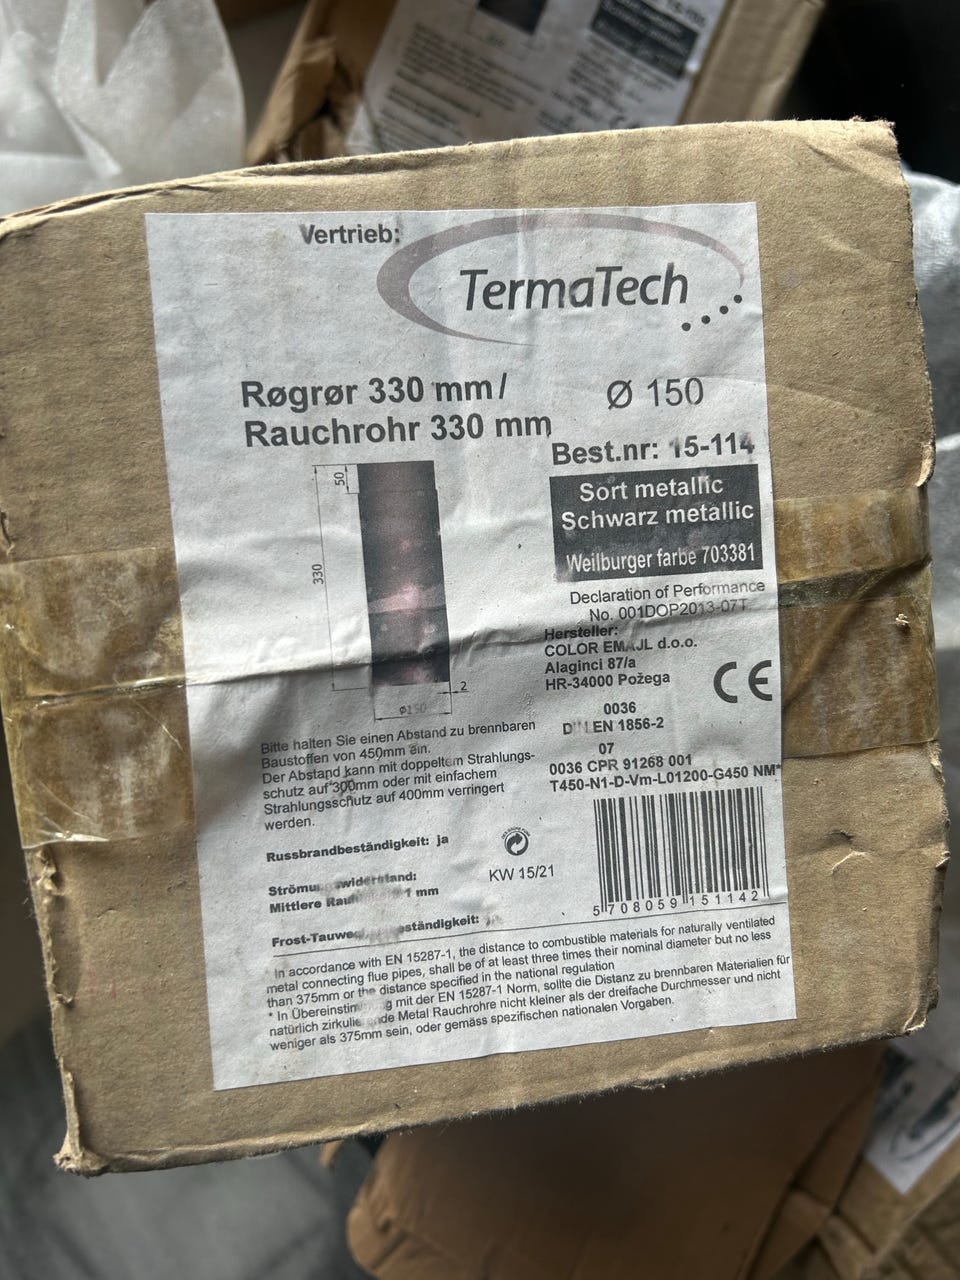 Vertrieb:
TermaTech
Røgrør 330 mm/
Rauchrohr 330 mm
Ø 150
Best.nr: 15-114
Sort metallic
Schwarz metallic
Weilburger farbe 703381
50
330
2
Ø150
Declaration of Performance
No. 001DOP2013-07T
Hersteller:
COLOR EMAJL d.o.o.
Alaginci 87/a
HR-34000 Požega
CE
0036
EN 1856-2
07
0036 CPR 91268 001
T450-N1-D-Vm-L01200-G450 NM*
Bitte halten Sie einen Abstand zu brennbaren
Baustoffen von 450mm ein.
Der Abstand kann mit doppeltem Strahlungs-
schutz auf 300mm oder mit einfachem
Strahlungsschutz auf 400mm verringert
werden.
Russbrandbeständigkeit: ja
KW 15/21
Mittlere 1 mm
5 708059 151142
* In accordance with EN 15287-1, the distance to combustible materials for naturally ventilated
metal connecting flue pipes, shall be of at least three times their nominal diameter but no less
than 375mm or the distance specified in the national regulation
* In mit der EN 15287-1 Norm, sollte die Distanz zu brennbaren Materialien für
natürlich Metal Rauchrohre nicht kleiner als der dreifache Durchmesser und nicht
weniger als 375mm sein, oder gemäss spezifischen nationalen Vorgaben.